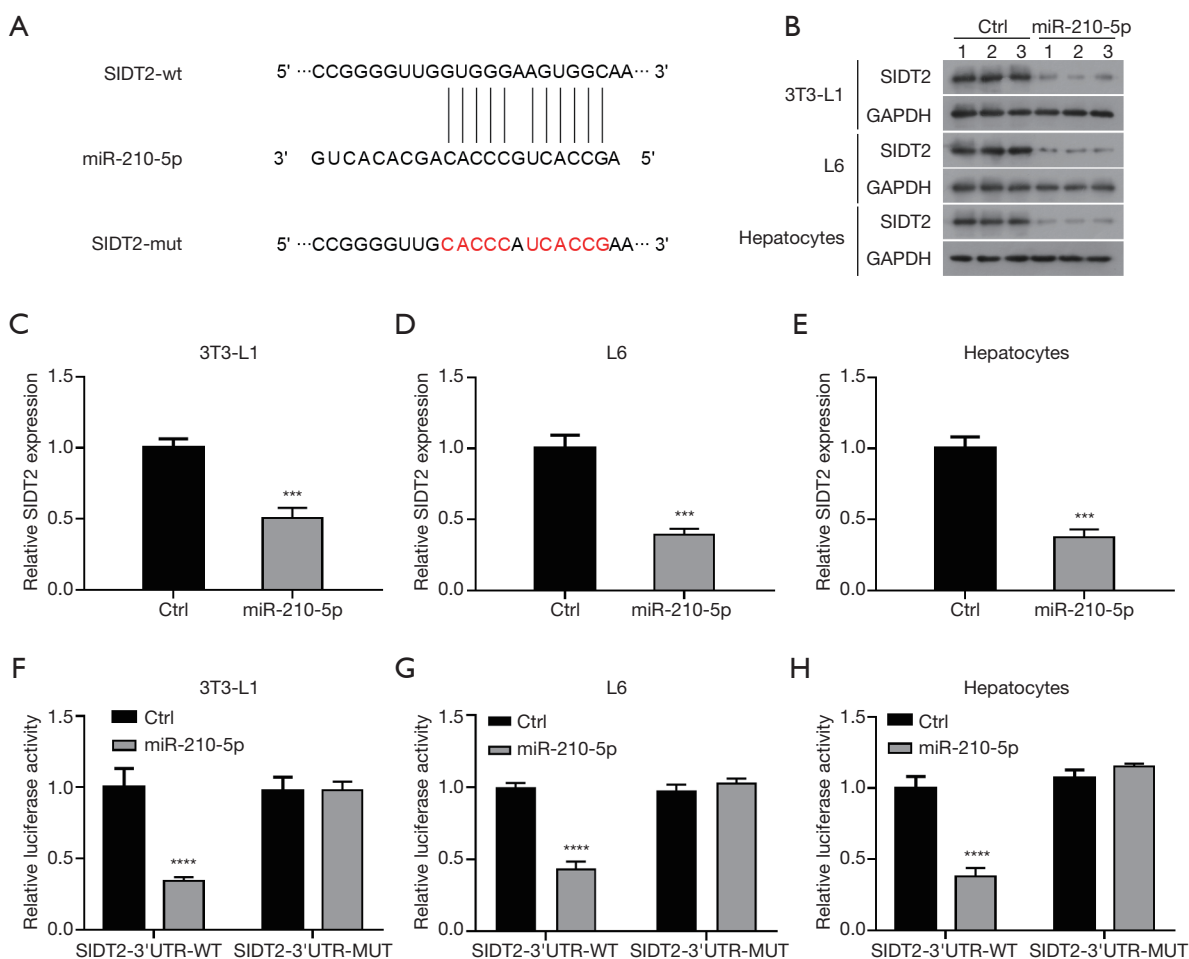 A
SIDT2-wt 5' ···CCGGGGUUGGUGGGAAGUGGCAA··· 3'
miR-210-5p 3' GUCACACGACACCCGUCACCGA 5'
SIDT2-mut 5' ···CCGGGGUUGCACCCAUCACCGAA··· 3'
B
Ctrl miR-210-5p
1 2 3 1 2 3
3T3-L1
SIDT2
GAPDH
L6
SIDT2
GAPDH
Hepatocytes
SIDT2
GAPDH
C
3T3-L1
Relative SIDT2 expression
1.5
1.0
0.5
0.0
***
Ctrl miR-210-5p
D
L6
Relative SIDT2 expression
1.5
1.0
0.5
0.0
***
Ctrl miR-210-5p
E
Hepatocytes
Relative SIDT2 expression
1.5
1.0
0.5
0.0
***
Ctrl miR-210-5p
F
3T3-L1
Relative luciferase activity
1.5
1.0
0.5
0.0
Ctrl
miR-210-5p
****
SIDT2-3'UTR-WT SIDT2-3'UTR-MUT
G
L6
Relative luciferase activity
1.5
1.0
0.5
0.0
Ctrl
miR-210-5p
****
SIDT2-3'UTR-WT SIDT2-3'UTR-MUT
H
Hepatocytes
Relative luciferase activity
1.5
1.0
0.5
0.0
Ctrl
miR-210-5p
****
SIDT2-3'UTR-WT SIDT2-3'UTR-MUT